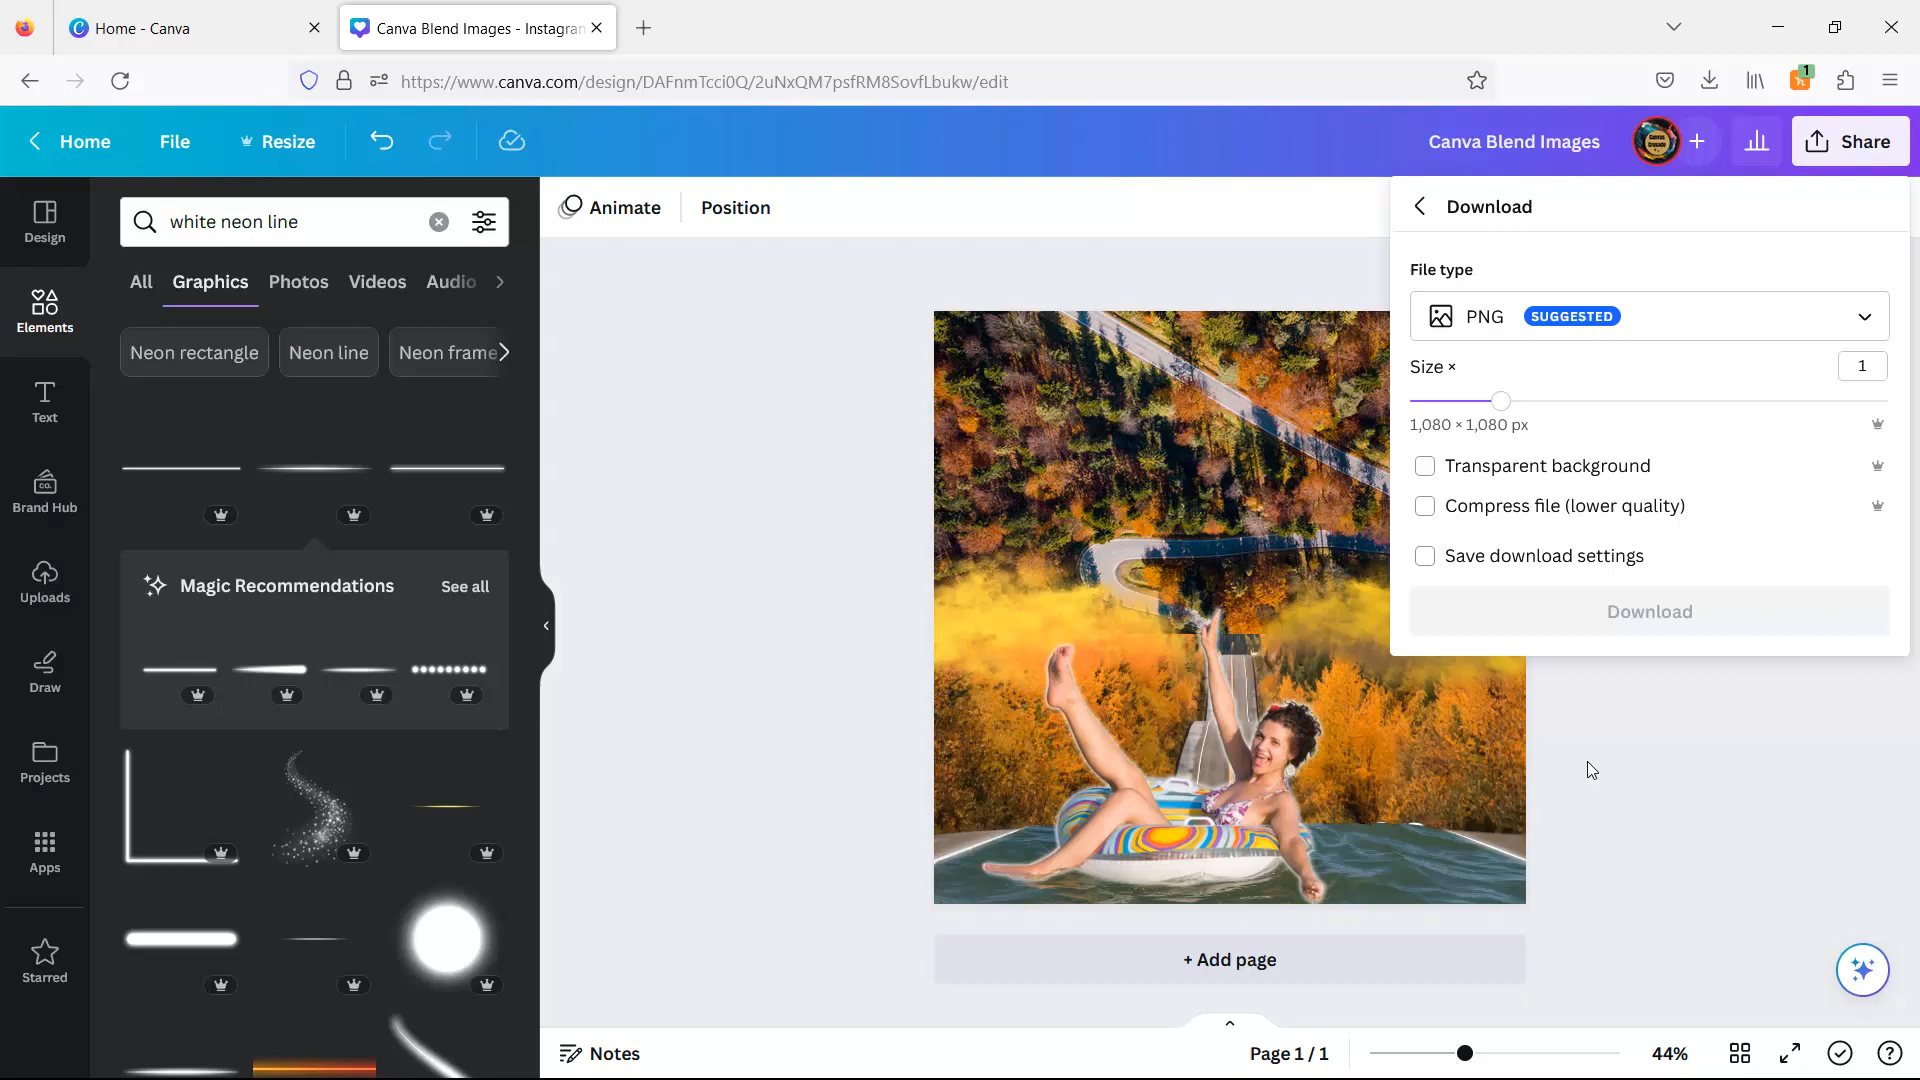 Home - Canva
Canva Blend Images - Instagran
https://www.canva.com/design/DAFnmTcci0Q/2uNxQM7psfRM8SovfLbukw/edit
1
Home
File
Resize
Canva Blend Images
Share
Design
Elements
Text
Brand Hub
Uploads
Draw
Projects
Apps
Starred
white neon line
All
Graphics
Photos
Videos
Audio
Neon rectangle
Neon line
Neon frame
Magic Recommendations
See all
Animate
Position
Download
File type
PNG
SUGGESTED
Size ×
1
1,080 × 1,080 px
Transparent background
Compress file (lower quality)
Save download settings
Download
+ Add page
Notes
Page 1 / 1
44%